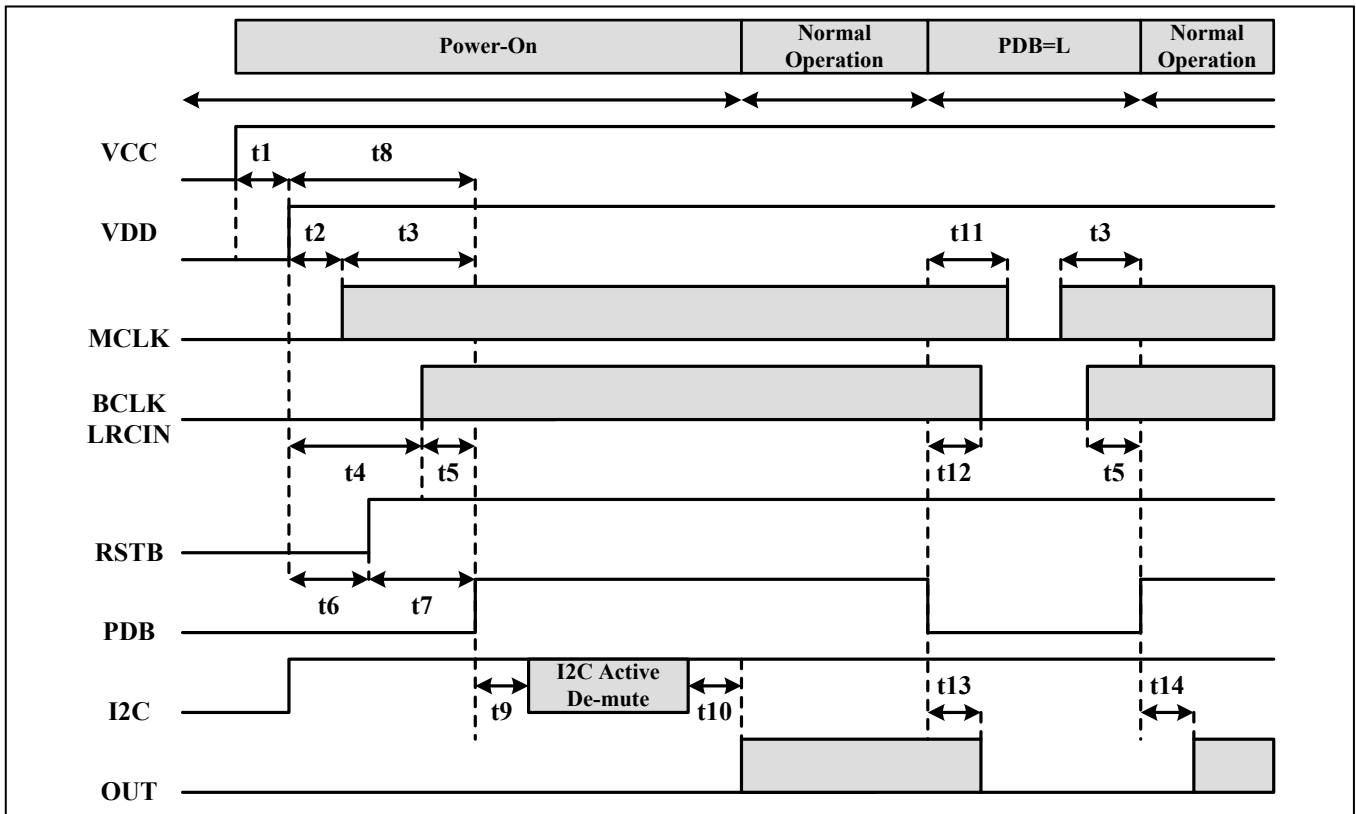 Power-On
Normal
Operation
PDB=L
Normal
Operation
VCC
t1
t8
VDD
t2
t3
t11
t3
MCLK
BCLK
LRCIN
t4
t5
t12
t5
RSTB
t6
t7
PDB
I2C
t9
I2C Active
De-mute
t10
t13
t14
OUT